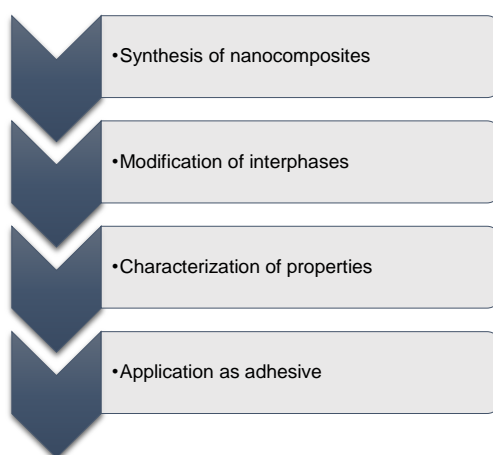 •Synthesis of nanocomposites
•Modification of interphases
•Characterization of properties
•Application as adhesive